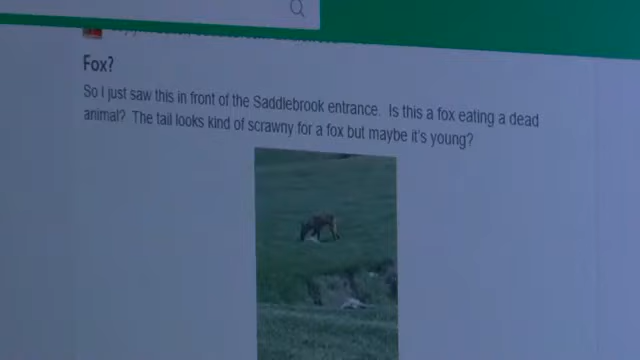 Fox?
So I just saw this in front of the Saddlebrook entrance. Is this a fox eating a dead
animal? The tail looks kind of scrawny for a fox but maybe it's young?